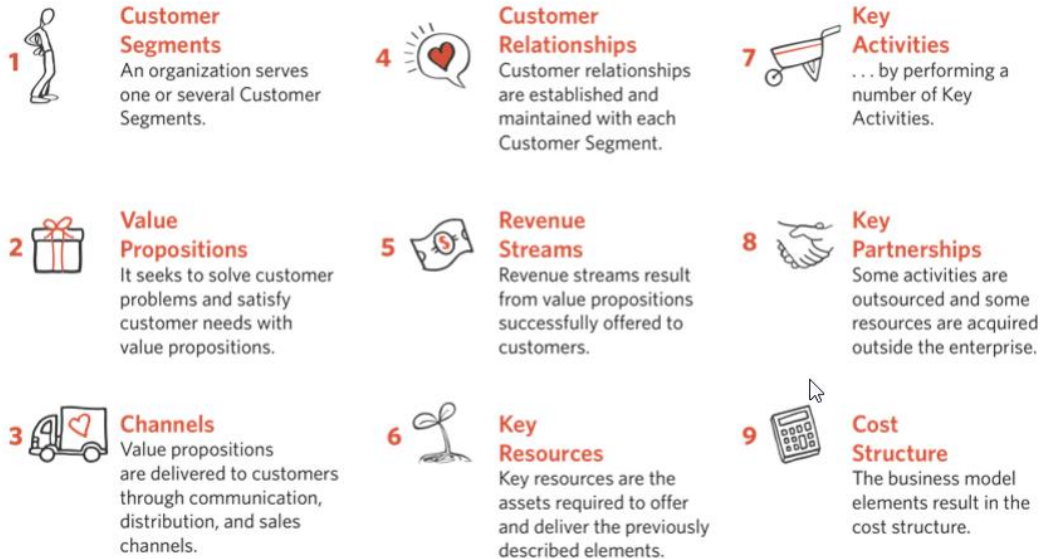 1
Customer
Segments
An organization serves
one or several Customer
Segments.
2
Value
Propositions
It seeks to solve customer
problems and satisfy
customer needs with
value propositions.
3
Channels
Value propositions
are delivered to customers
through communication,
distribution, and sales
channels.
4
Customer
Relationships
Customer relationships
are established and
maintained with each
Customer Segment.
5
$
Revenue
Streams
Revenue streams result
from value propositions
successfully offered to
customers.
6
Key
Resources
Key resources are the
assets required to offer
and deliver the previously
described elements.
7
Key
Activities
. . . by performing a
number of Key
Activities.
8
Key
Partnerships
Some activities are
outsourced and some
resources are acquired
outside the enterprise.
9
Cost
Structure
The business model
elements result in the
cost structure.